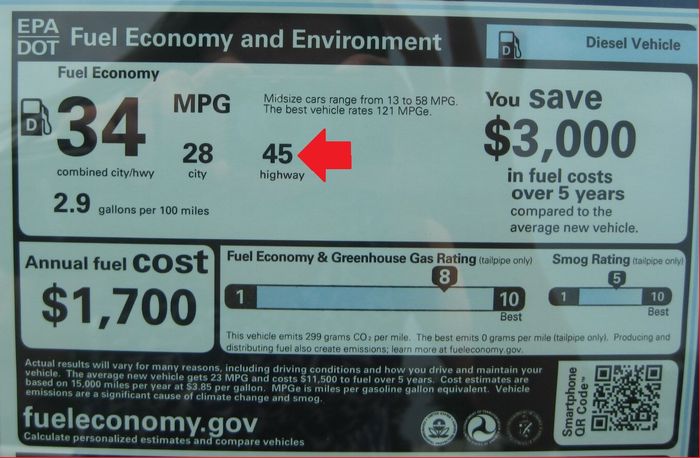 EPA
DOT
Fuel Economy and Environment
D
Diesel Vehicle
Fuel Economy
D
34
MPG
combined city/hwy
28
city
45
highway
2.9 gallons per 100 miles
Midsize cars range from 13 to 58 MPG.
The best vehicle rates 121 MPGe.
You save
$3,000
in fuel costs
over 5 years
compared to the
average new vehicle.
Annual fuel cost
$1,700
Fuel Economy & Greenhouse Gas Rating (tailpipe only)
8
1
10
Best
Smog Rating (tailpipe only)
5
1
10
Best
This vehicle emits 299 grams CO₂ per mile. The best emits 0 grams per mile (tailpipe only). Producing and
distributing fuel also create emissions; learn more at fueleconomy.gov.
Actual results will vary for many reasons, including driving conditions and how you drive and maintain your
vehicle. The average new vehicle gets 23 MPG and costs $11,500 to fuel over 5 years. Cost estimates are
based on 15,000 miles per year at $3.85 per gallon. MPGe is miles per gasoline gallon equivalent. Vehicle
emissions are a significant cause of climate change and smog.
fueleconomy.gov
Calculate personalized estimates and compare vehicles
Smartphone
QR Code™